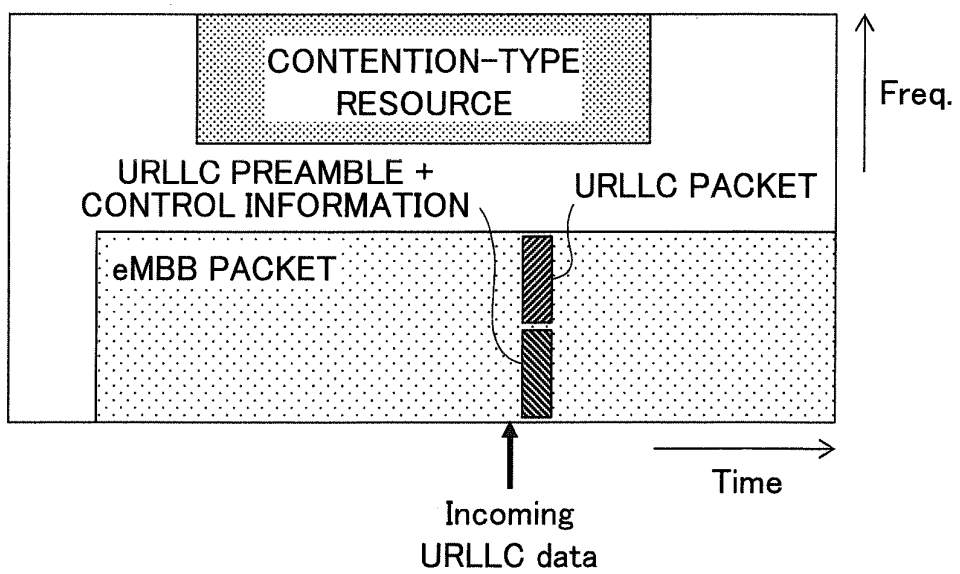 CONTENTION-TYPE
RESOURCE
Freq.
URLLC PREAMBLE +
CONTROL INFORMATION
URLLC PACKET
eMBB PACKET
Time
Incoming
URLLC data